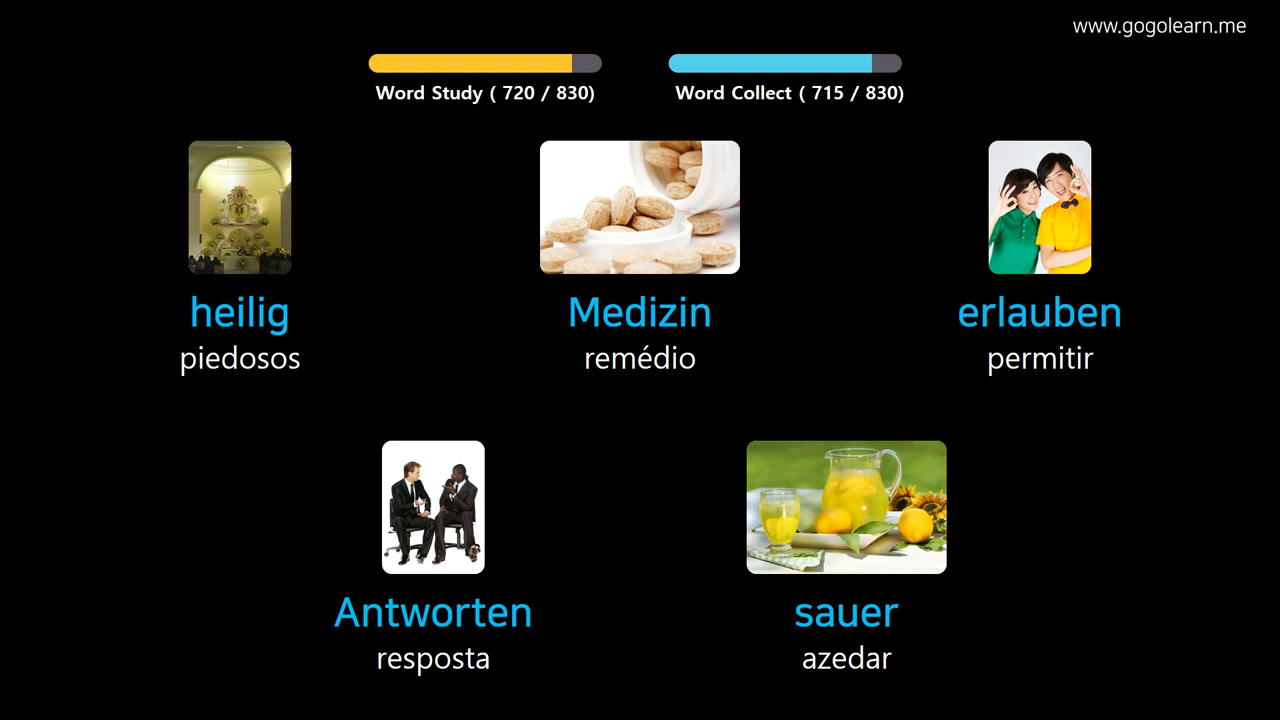 www.gogolearn.me
Word Study ( 720 / 830)
Word Collect ( 715 / 830)
heilig
piedosos
Medizin
remédio
erlauben
permitir
Antworten
resposta
sauer
azedar